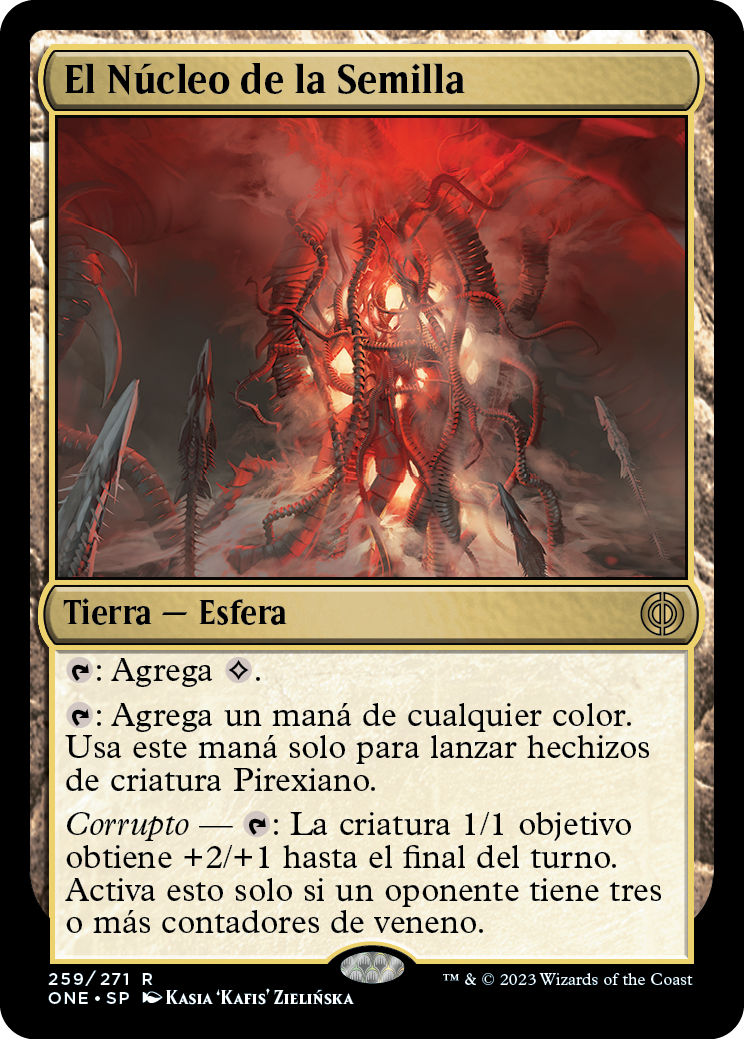 El Núcleo de la Semilla
Tierra — Esfera
: Agrega .
: Agrega un maná de cualquier color.
Usa este maná solo para lanzar hechizos
de criatura Pirexiano.
Corrupto — : La criatura 1/1 objetivo
obtiene +2/+1 hasta el final del turno.
Activa esto solo si un oponente tiene tres
o más contadores de veneno.
259/271 R
ONE • SP Kasia ‘Kafis’ Zielińska
™ & © 2023 Wizards of the Coast